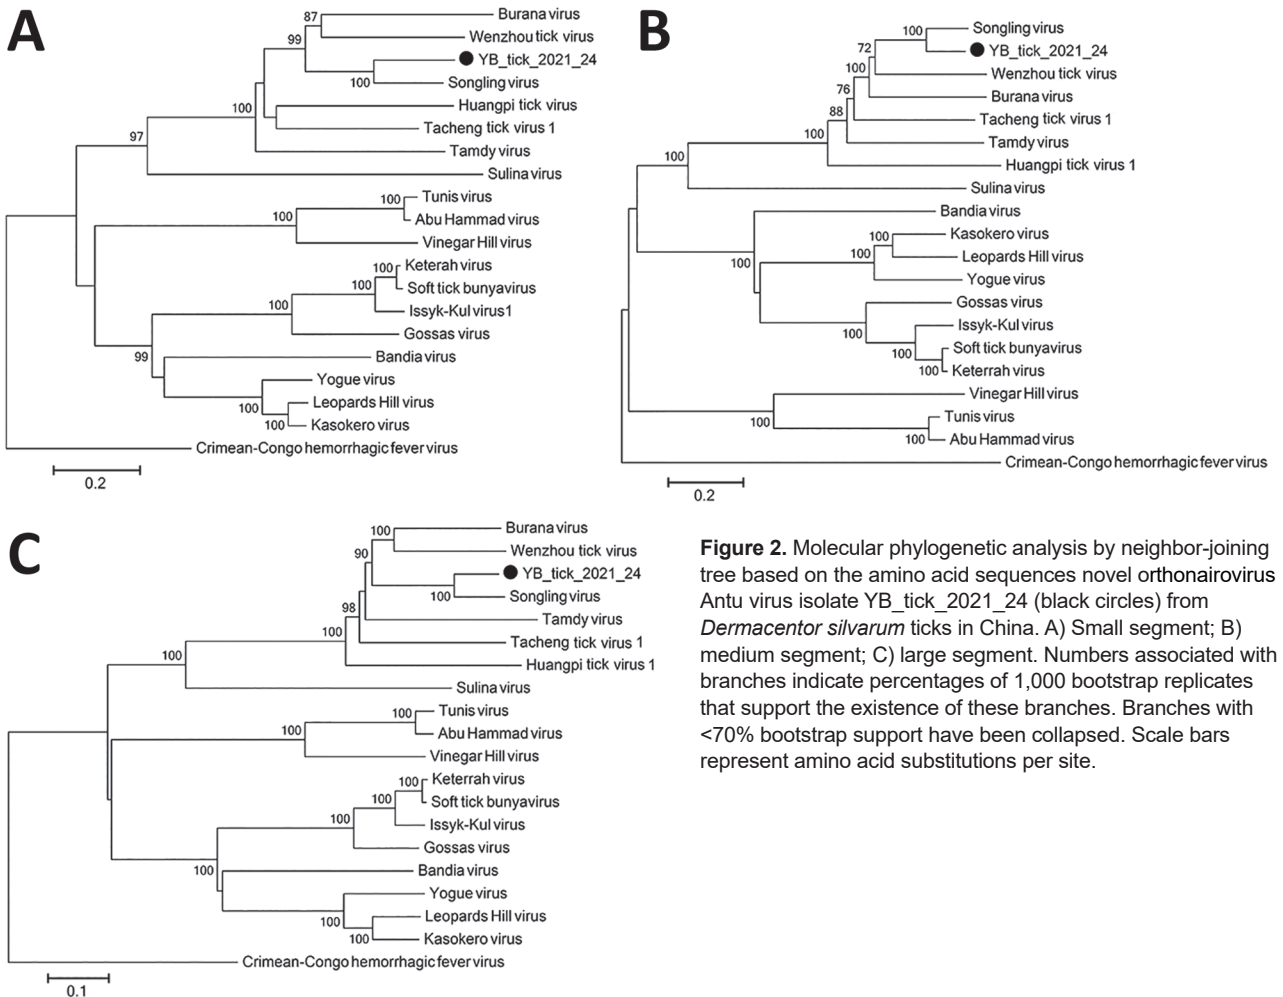 A
87
Burana virus
99
Wenzhou tick virus
YB_tick_2021_24
100
Songling virus
100
Huangpi tick virus
Tacheng tick virus 1
97
Tamdy virus
Sulina virus
100
Tunis virus
100
Abu Hammad virus
Vinegar Hill virus
100
Keterah virus
100
Soft tick bunyavirus
Issyk-Kul virus1
Gossas virus
99
Bandia virus
Yogue virus
100
Leopards Hill virus
100
Kasokero virus
Crimean-Congo hemorrhagic fever virus
0.2
B
100
Songling virus
72
YB_tick_2021_24
100
Wenzhou tick virus
76
Burana virus
88
Tacheng tick virus 1
100
Tamdy virus
100
Huangpi tick virus 1
Sulina virus
Bandia virus
100
Kasokero virus
100
100
Leopards Hill virus
Yogue virus
Gossas virus
100
Issyk-Kul virus
100
Soft tick bunyavirus
100
Keterrah virus
Vinegar Hill virus
100
Tunis virus
100
Abu Hammad virus
Crimean-Congo hemorrhagic fever virus
0.2
C
100
Burana virus
90
Wenzhou tick virus
YB_tick_2021_24
100
Songling virus
98
Tamdy virus
100
Tacheng tick virus 1
100
Huangpi tick virus 1
Sulina virus
100
Tunis virus
100
Abu Hammad virus
Vinegar Hill virus
100
Keterrah virus
100
Soft tick bunyavirus
100
Issyk-Kul virus
Gossas virus
100
Bandia virus
Yogue virus
100
Leopards Hill virus
100
Kasokero virus
Crimean-Congo hemorrhagic fever virus
0.1
Figure 2. Molecular phylogenetic analysis by neighbor-joining
tree based on the amino acid sequences novel orthonairovirus
Antu virus isolate YB_tick_2021_24 (black circles) from
Dermacentor silvarum ticks in China. A) Small segment; B)
medium segment; C) large segment. Numbers associated with
branches indicate percentages of 1,000 bootstrap replicates
that support the existence of these branches. Branches with
<70% bootstrap support have been collapsed. Scale bars
represent amino acid substitutions per site.